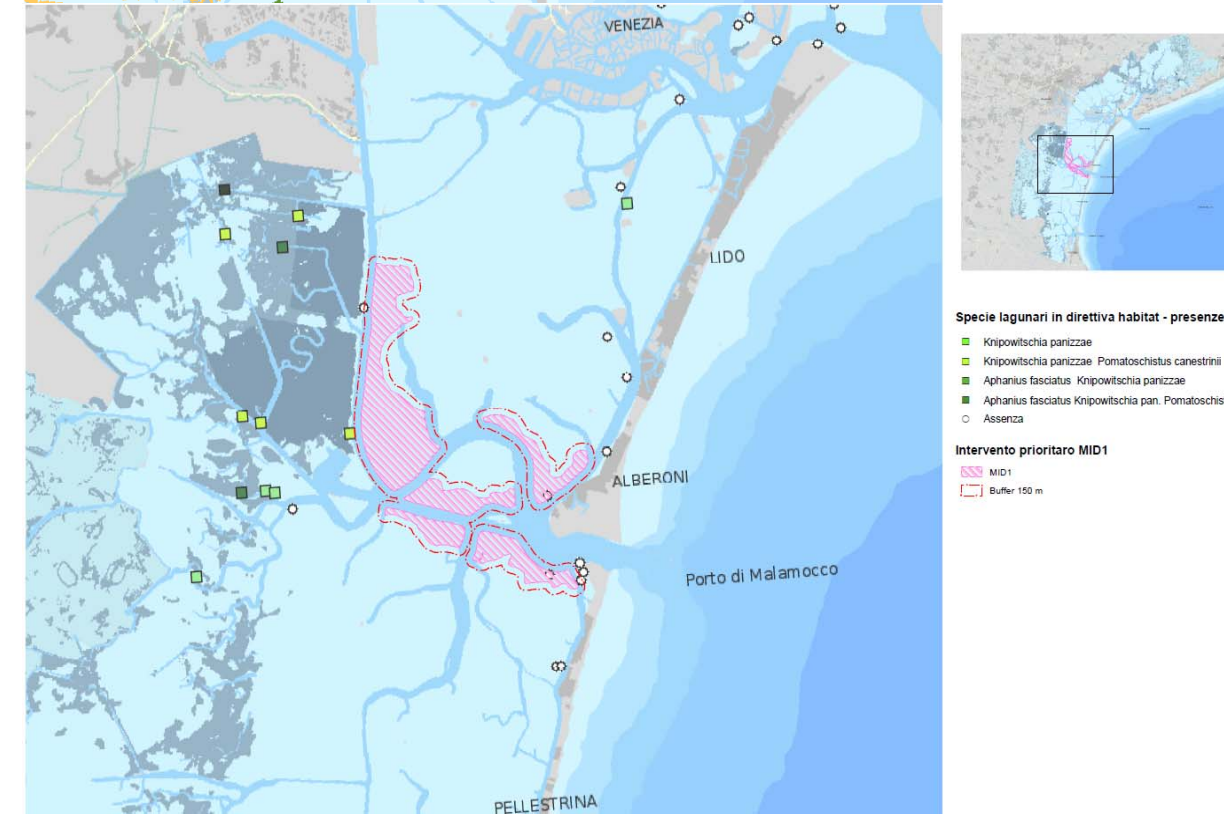 VENEZIA
LIDO
ALBERONI
Porto di Malamocco
PELLESTRINA
Specie lagunari in direttiva habitat - presenze
Knipowitschia panizzae
Knipowitschia panizzae Pomatoschistus canestrinii
Aphanius fasciatus Knipowitschia panizzae
Aphanius fasciatus Knipowitschia pan. Pomatoschis
Assenza
Intervento prioritaro MID1
MID1
Buffer 150 m